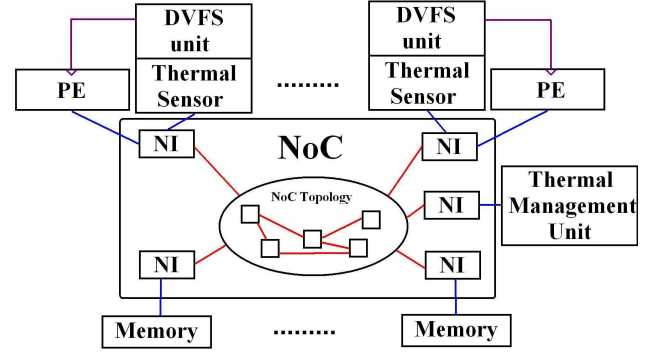 DVFS
unit
Thermal
Sensor
PE
.........
DVFS
unit
Thermal
Sensor
PE
NI
NoC
NI
NoC Topology
NI
Thermal
Management
Unit
NI
NI
Memory
.........
Memory